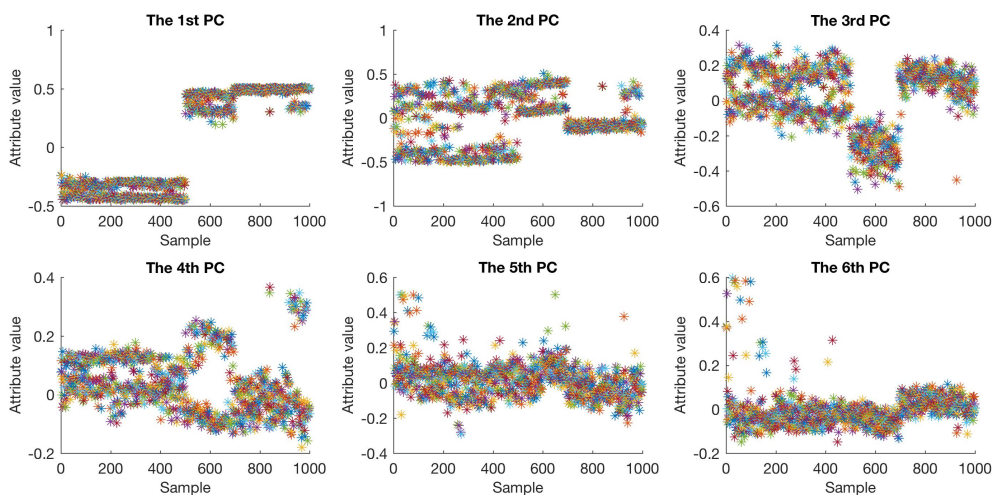 The 1st PC
The 2nd PC
The 3rd PC
Attribute value
1
0.5
0
-0.5
0 200 400 600 800 1000
Sample
Attribute value
1
0.5
0
-0.5
-1
0 200 400 600 800 1000
Sample
Attribute value
0.4
0.2
0
-0.2
-0.4
-0.6
0 200 400 600 800 1000
Sample
The 4th PC
The 5th PC
The 6th PC
Attribute value
0.4
0.2
0
-0.2
0 200 400 600 800 1000
Sample
Attribute value
0.6
0.4
0.2
0
-0.2
-0.4
0 200 400 600 800 1000
Sample
Attribute value
0.6
0.4
0.2
0
-0.2
0 200 400 600 800 1000
Sample